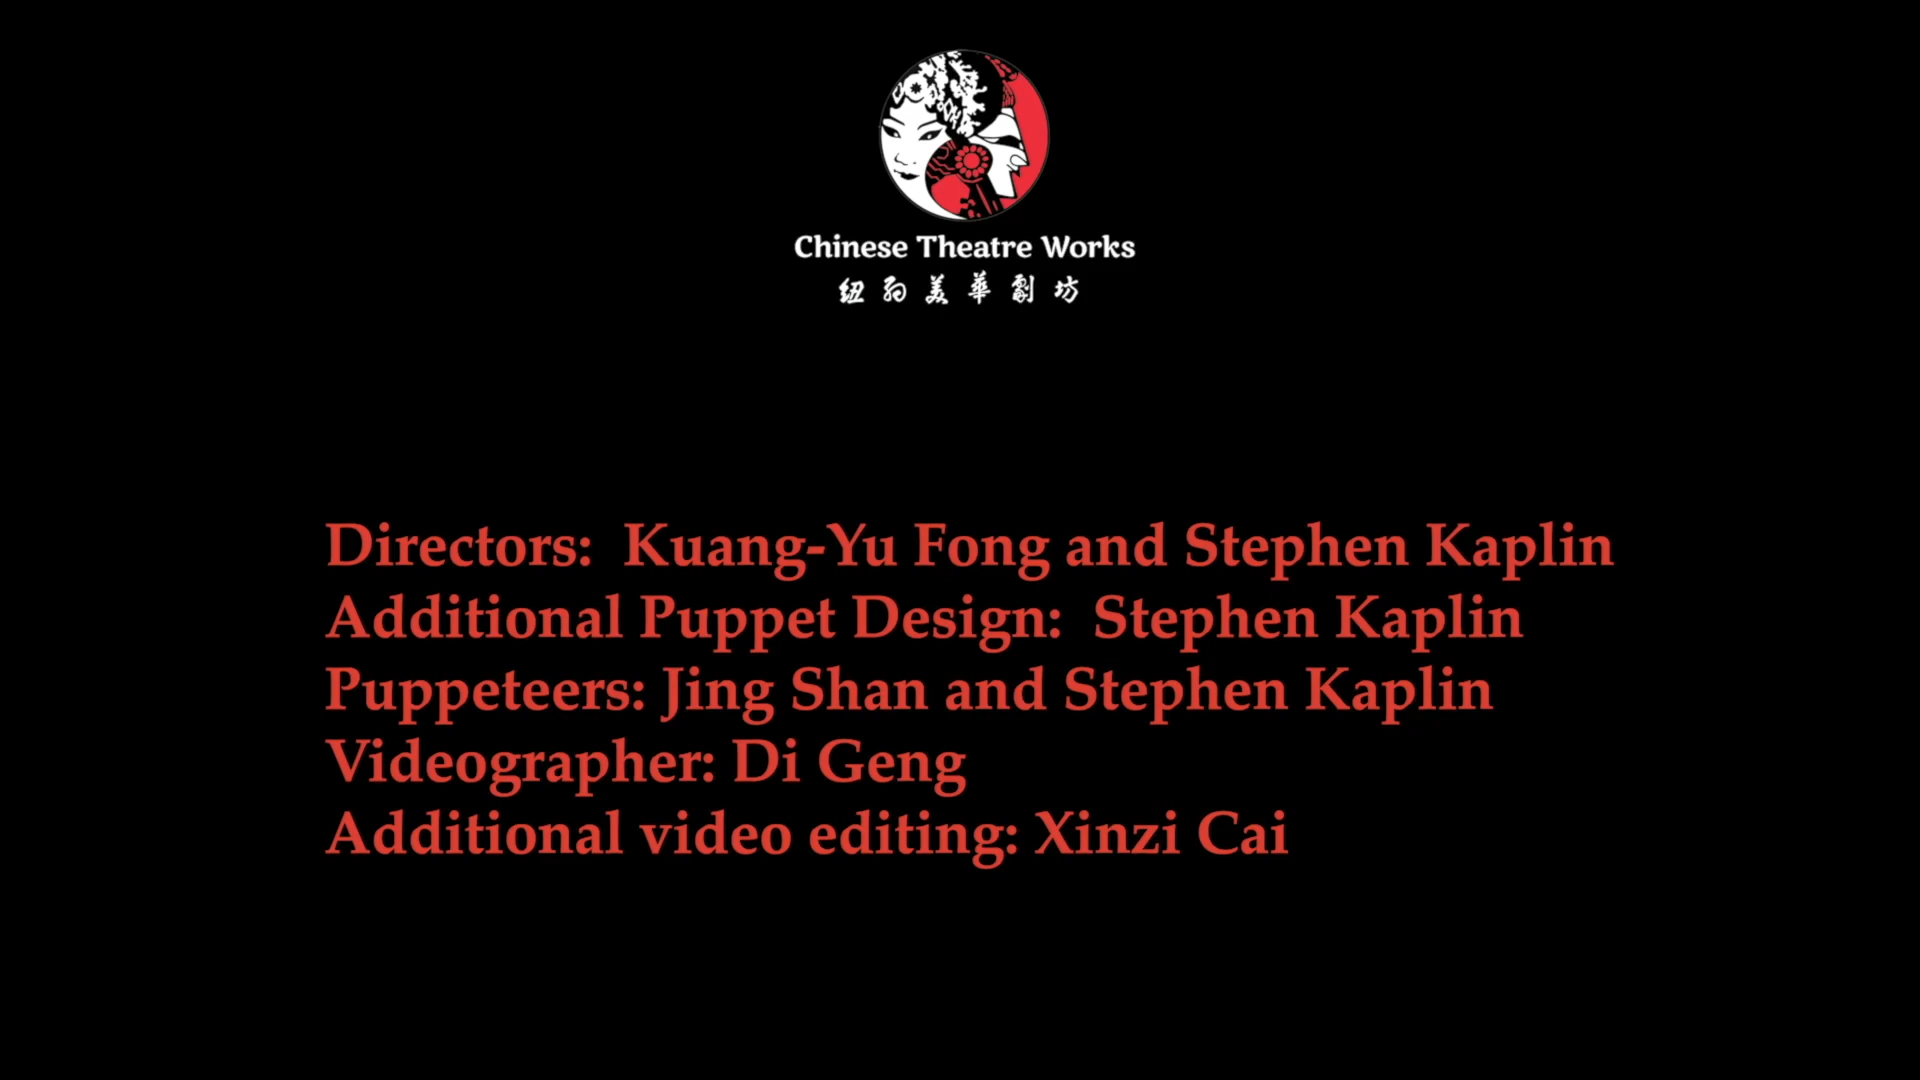 Chinese Theatre Works
纽约美華劇坊
Directors:  Kuang-Yu Fong and Stephen Kaplin
Additional Puppet Design:  Stephen Kaplin
Puppeteers: Jing Shan and Stephen Kaplin
Videographer: Di Geng
Additional video editing: Xinzi Cai